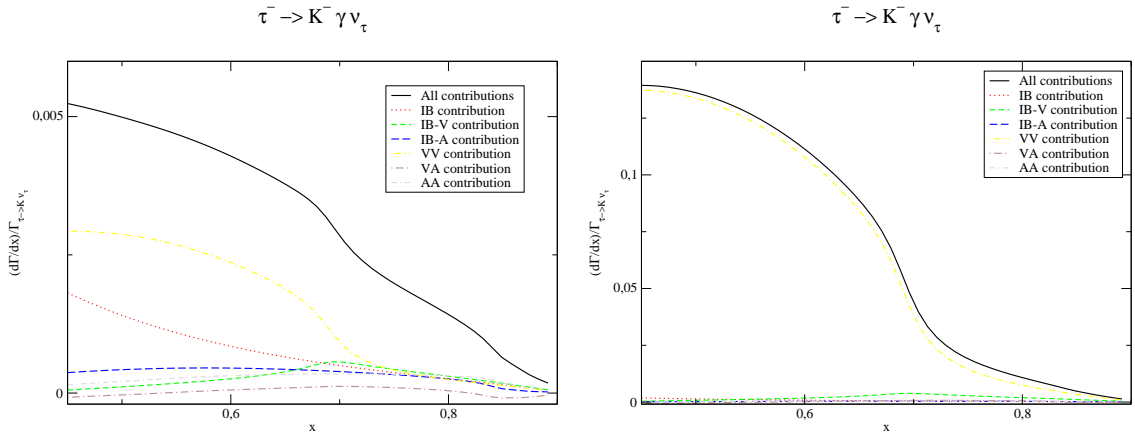 τ⁻ –> K⁻ γ ν_τ
0,005
0
(dΓ/dx)/Γ_τ–>K ν_τ
All contributions
IB contribution
IB-V contribution
IB-A contribution
VV contribution
VA contribution
AA contribution
0,6
0,8
x
τ⁻ –> K⁻ γ ν_τ
0,1
0,05
0
(dΓ/dx)/Γ_τ–>K ν_τ
All contributions
IB contribution
IB-V contribution
IB-A contribution
VV contribution
VA contribution
AA contribution
0,6
0,8
x